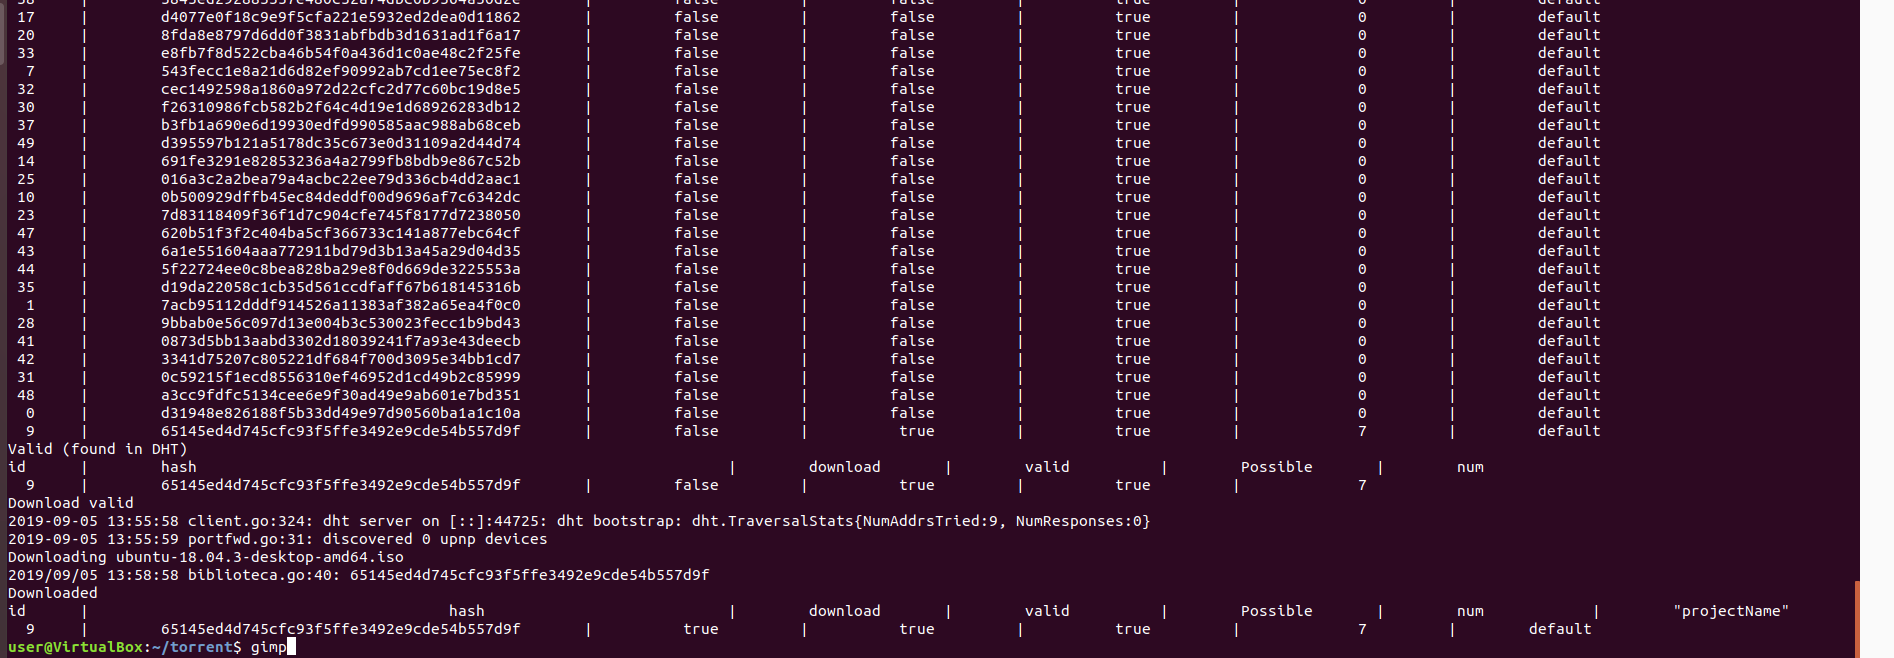 17 | d4077e0f18c9e9f5cfa221e5932ed2dea0d11862 | false | false | true | 0 | default
20 | 8fda8e8797d6dd0f3831abfbdb3d1631ad1f6a17 | false | false | true | 0 | default
33 | e8fb7f8d522cba46b54f0a436d1c0ae48c2f25fe | false | false | true | 0 | default
7 | 543fecc1e8a21d6d82ef90992ab7cd1ee75ec8f2 | false | false | true | 0 | default
32 | cec1492598a1860a972d22cfc2d77c60bc19d8e5 | false | false | true | 0 | default
30 | f26310986fcb582b2f64c4d19e1d68926283db12 | false | false | true | 0 | default
37 | b3fb1a690e6d19930edfd990585aac988ab68ceb | false | false | true | 0 | default
49 | d395597b121a5178dc35c673e0d31109a2d44d74 | false | false | true | 0 | default
14 | 691fe3291e82853236a4a2799fb8bdb9e867c52b | false | false | true | 0 | default
25 | 016a3c2a2bea79a4acbc22ee79d336cb4dd2aac1 | false | false | true | 0 | default
10 | 0b500929dffb45ec84deddf00d9696af7c6342dc | false | false | true | 0 | default
23 | 7d83118409f36f1d7c904cfe745f8177d7238050 | false | false | true | 0 | default
47 | 620b51f3f2c404ba5cf366733c141a877ebc64cf | false | false | true | 0 | default
43 | 6a1e551604aaa772911bd79d3b13a45a29d04d35 | false | false | true | 0 | default
44 | 5f22724ee0c8bea828ba29e8f0d669de3225553a | false | false | true | 0 | default
35 | d19da22058c1cb35d561ccdfaff67b618145316b | false | false | true | 0 | default
1 | 7acb95112dddf914526a11383af382a65ea4f0c0 | false | false | true | 0 | default
28 | 9bbab0e56c097d13e004b3c530023fecc1b9bd43 | false | false | true | 0 | default
41 | 0873d5bb13aabd3302d18039241f7a93e43deecb | false | false | true | 0 | default
42 | 3341d75207c805221df684f700d3095e34bb1cd7 | false | false | true | 0 | default
31 | 0c59215f1ecd8556310ef46952d1cd49b2c85999 | false | false | true | 0 | default
48 | a3cc9fdfc5134cee6e9f30ad49e9ab601e7bd351 | false | false | true | 0 | default
0 | d31948e826188f5b33dd49e97d90560ba1a1c10a | false | false | true | 0 | default
9 | 65145ed4d745cfc93f5ffe3492e9cde54b557d9f | false | true | true | 7 | default
Valid (found in DHT)
id | hash | download | valid | Possible | num
9 | 65145ed4d745cfc93f5ffe3492e9cde54b557d9f | false | true | true | 7
Download valid
2019-09-05 13:55:58 client.go:324: dht server on [::]:44725: dht bootstrap: dht.TraversalStats{NumAddrsTried:9, NumResponses:0}
2019-09-05 13:55:59 portfwd.go:31: discovered 0 upnp devices
Downloading ubuntu-18.04.3-desktop-amd64.iso
2019/09/05 13:58:58 biblioteca.go:40: 65145ed4d745cfc93f5ffe3492e9cde54b557d9f
Downloaded
id | hash | download | valid | Possible | num | "projectName"
9 | 65145ed4d745cfc93f5ffe3492e9cde54b557d9f | true | true | true | 7 | default
user@VirtualBox:~/torrent$ gimp